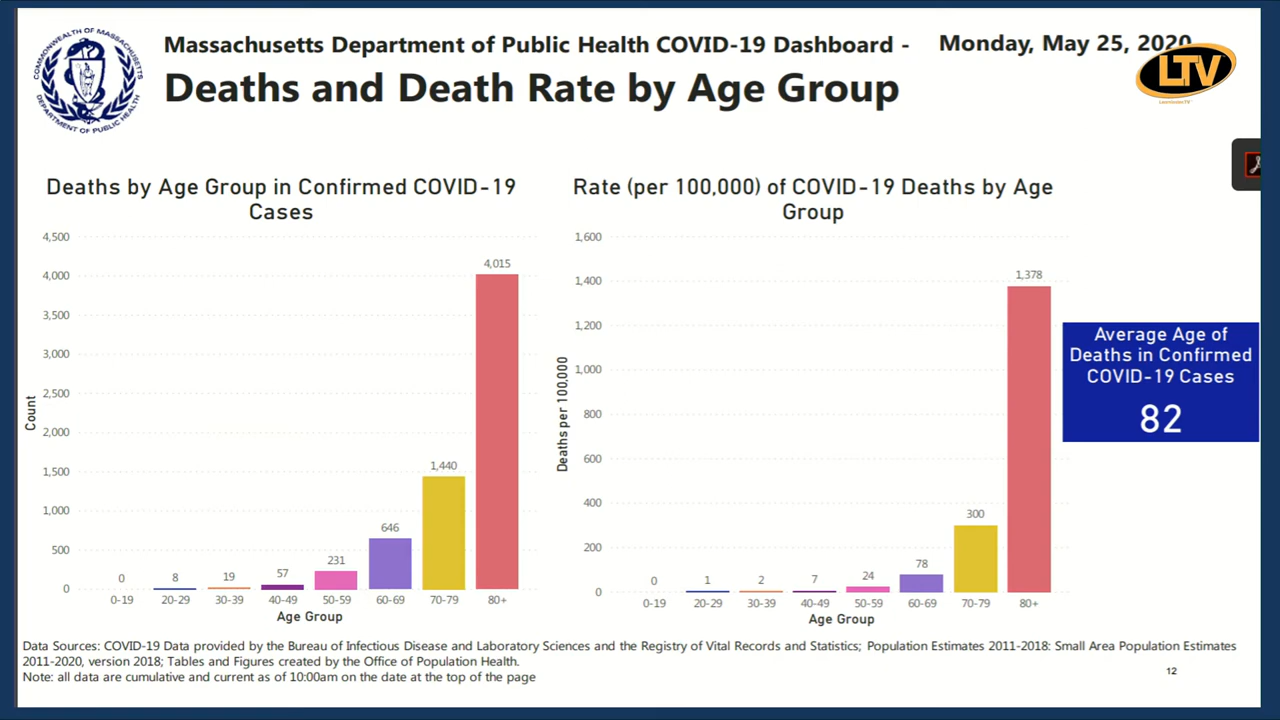 COMMONWEALTH OF MASSACHUSETTS
DEPARTMENT OF PUBLIC HEALTH
Massachusetts Department of Public Health COVID-19 Dashboard -
Monday, May 25, 2020
LTV
Deaths and Death Rate by Age Group
Deaths by Age Group in Confirmed COVID-19
Cases
4,500
4,000
3,500
3,000
2,500
2,000
1,500
1,000
500
0
Count
0
8
19
57
231
646
1,440
4,015
0-19
20-29
30-39
40-49
50-59
60-69
70-79
80+
Age Group
Rate (per 100,000) of COVID-19 Deaths by Age
Group
1,600
1,400
1,200
1,000
800
600
400
200
0
Deaths per 100,000
0
1
2
7
24
78
300
1,378
0-19
20-29
30-39
40-49
50-59
60-69
70-79
80+
Age Group
Average Age of
Deaths in Confirmed
COVID-19 Cases
82
Data Sources: COVID-19 Data provided by the Bureau of Infectious Disease and Laboratory Sciences and the Registry of Vital Records and Statistics; Population Estimates 2011-2018: Small Area Population Estimates
2011-2020, version 2018; Tables and Figures created by the Office of Population Health.
Note: all data are cumulative and current as of 10:00am on the date at the top of the page
12